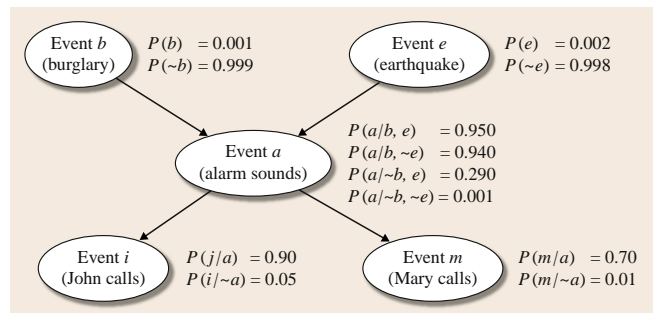 Event b
(burglary)
P(b) = 0.001
P(~b) = 0.999
Event e
(earthquake)
P(e) = 0.002
P(~e) = 0.998
Event a
(alarm sounds)
P(a/b, e) = 0.950
P(a/b, ~e) = 0.940
P(a/~b, e) = 0.290
P(a/~b, ~e) = 0.001
Event i
(John calls)
P(j/a) = 0.90
P(i/~a) = 0.05
Event m
(Mary calls)
P(m/a) = 0.70
P(m/~a) = 0.01